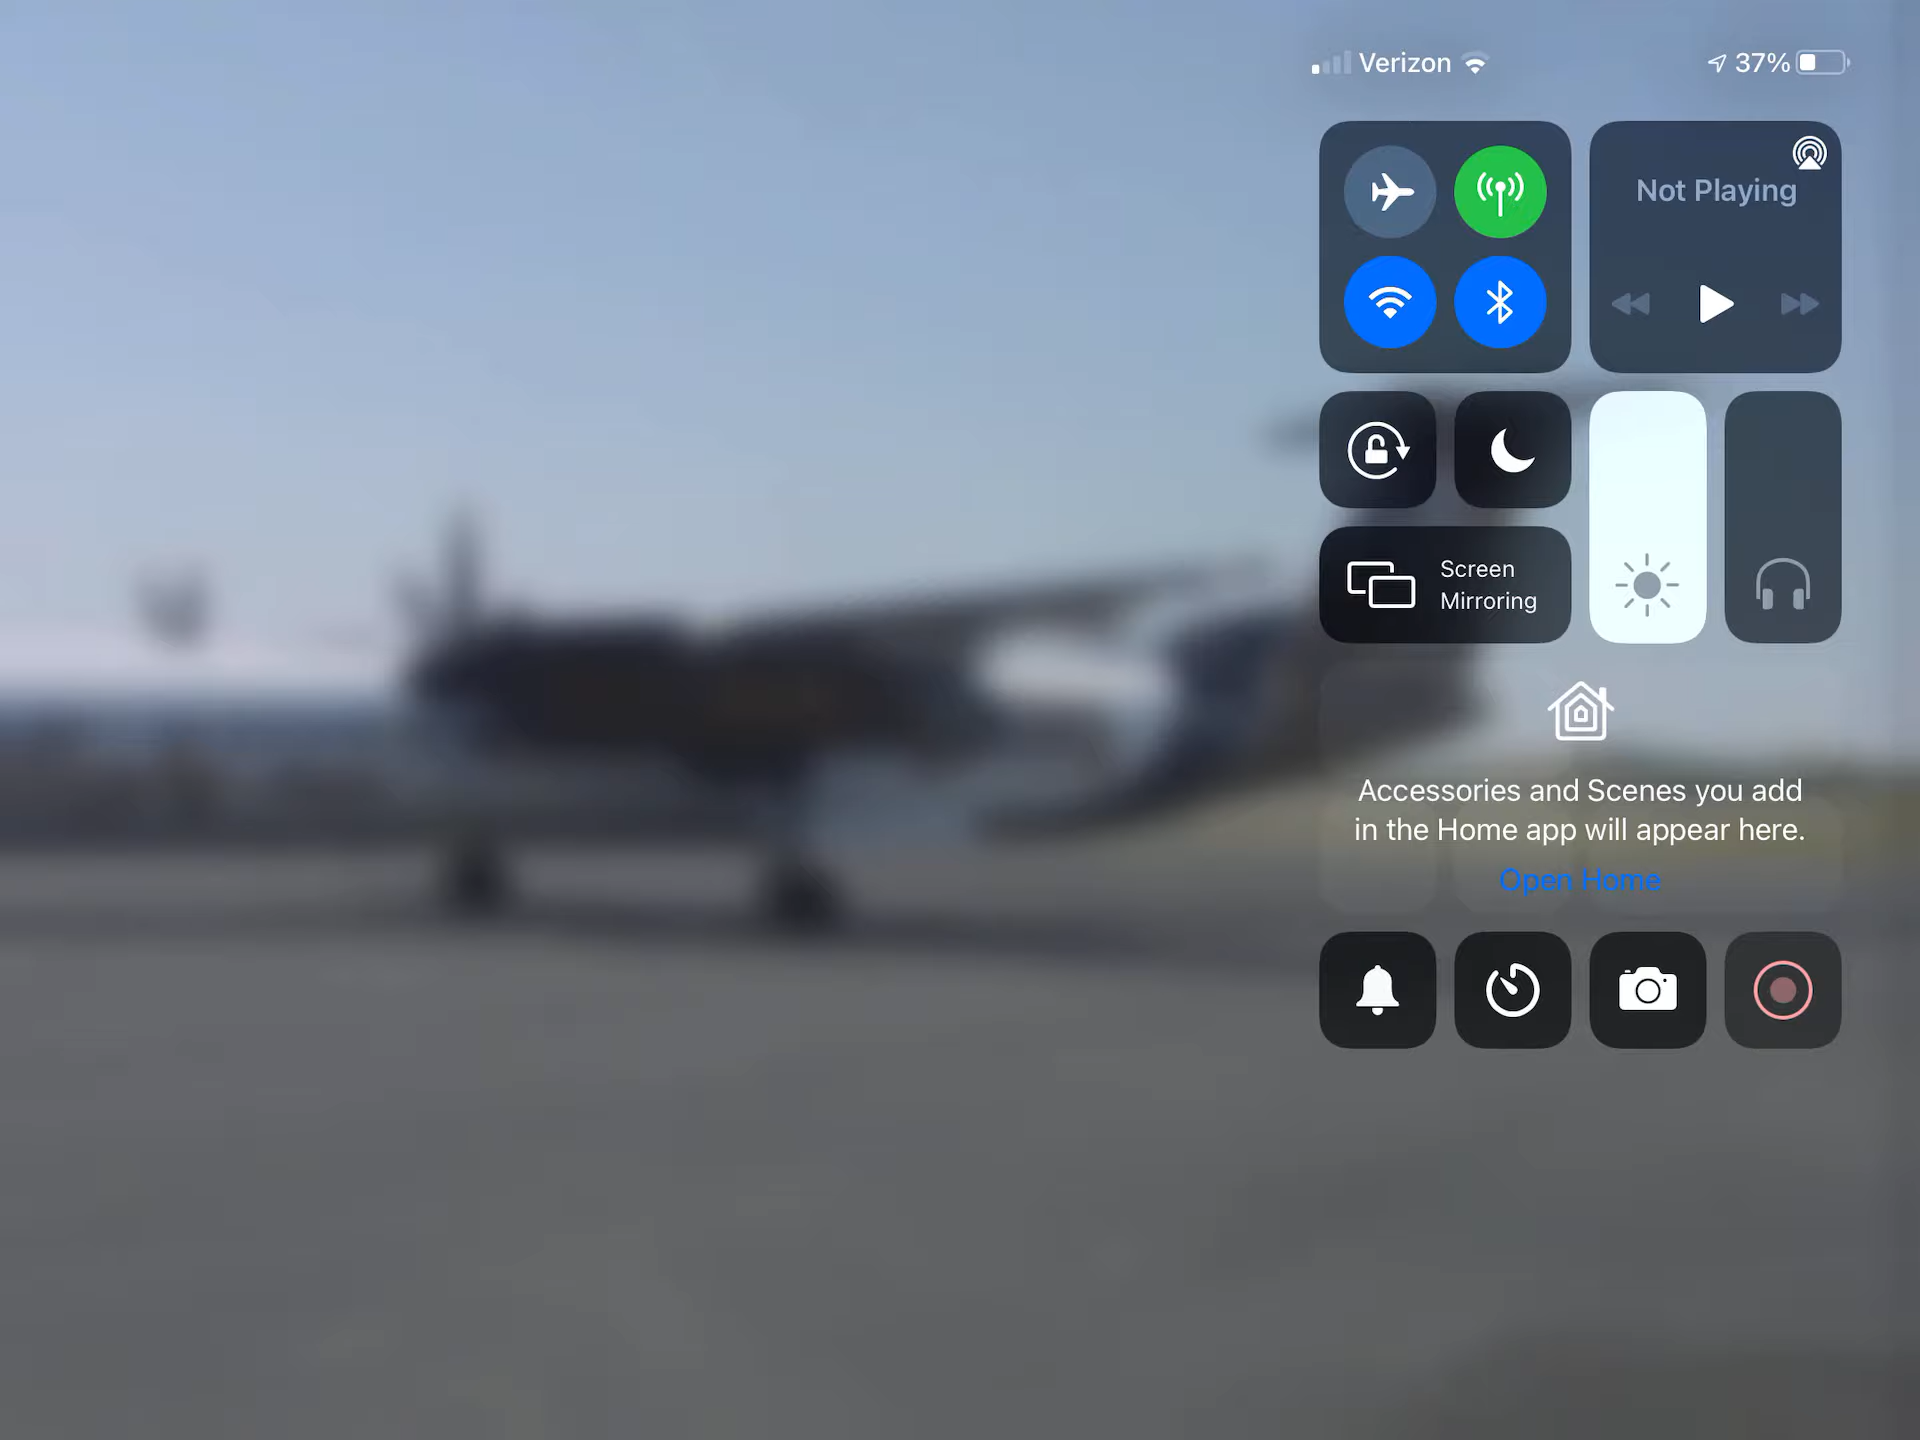 Verizon
37%
Not Playing
Screen
Mirroring
Accessories and Scenes you add
in the Home app will appear here.
Open Home